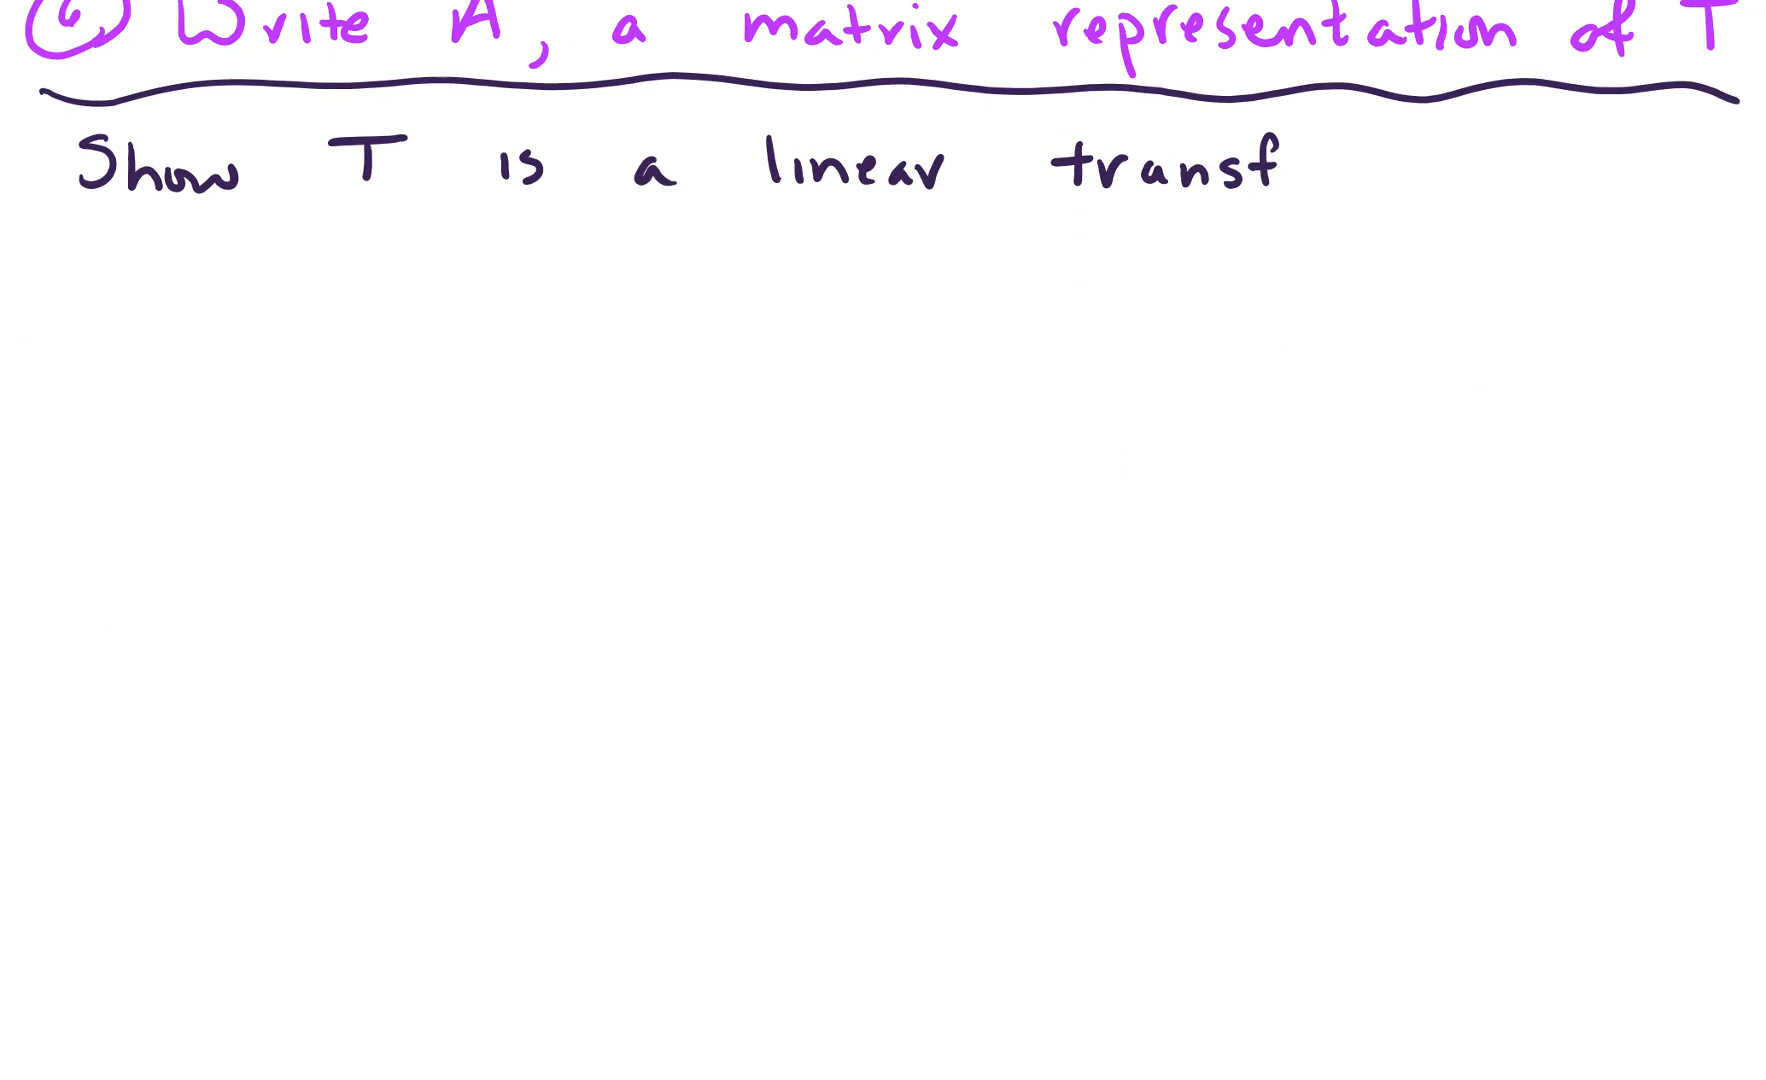 Write A, a matrix representation of T
Show T is a linear transf